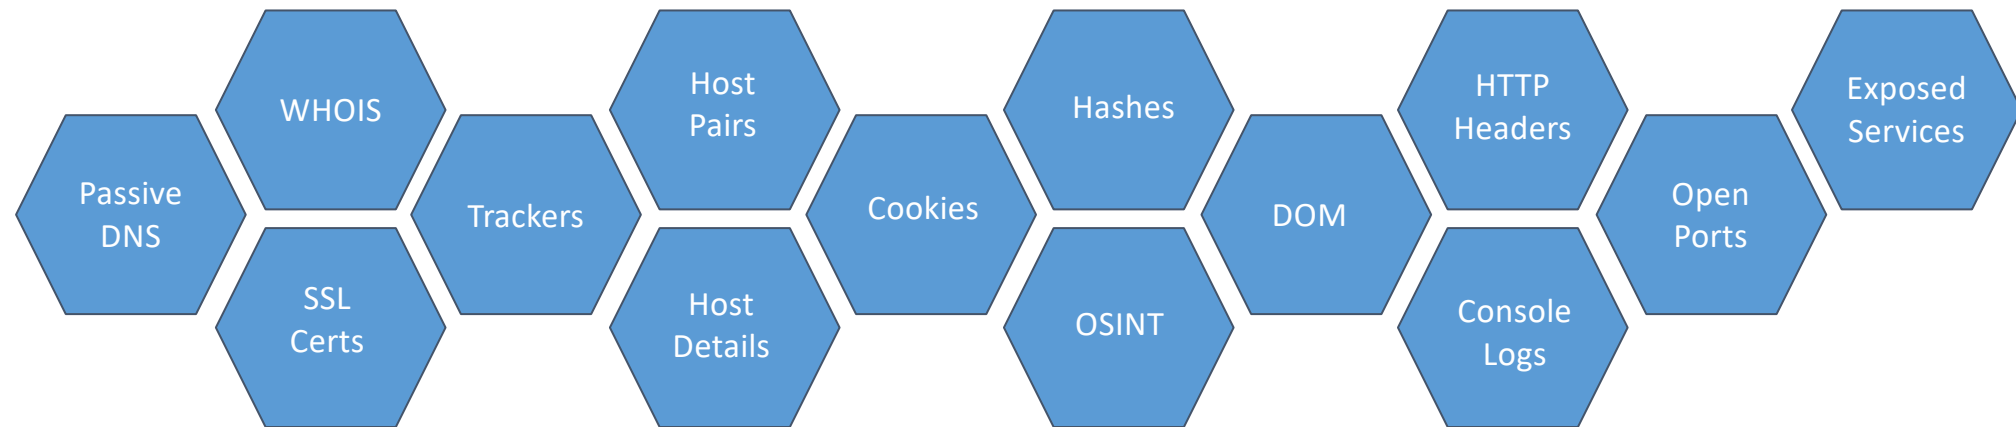 Passive
DNS
WHOIS
SSL
Certs
Trackers
Host
Pairs
Host
Details
Cookies
Hashes
OSINT
DOM
HTTP
Headers
Console
Logs
Open
Ports
Exposed
Services